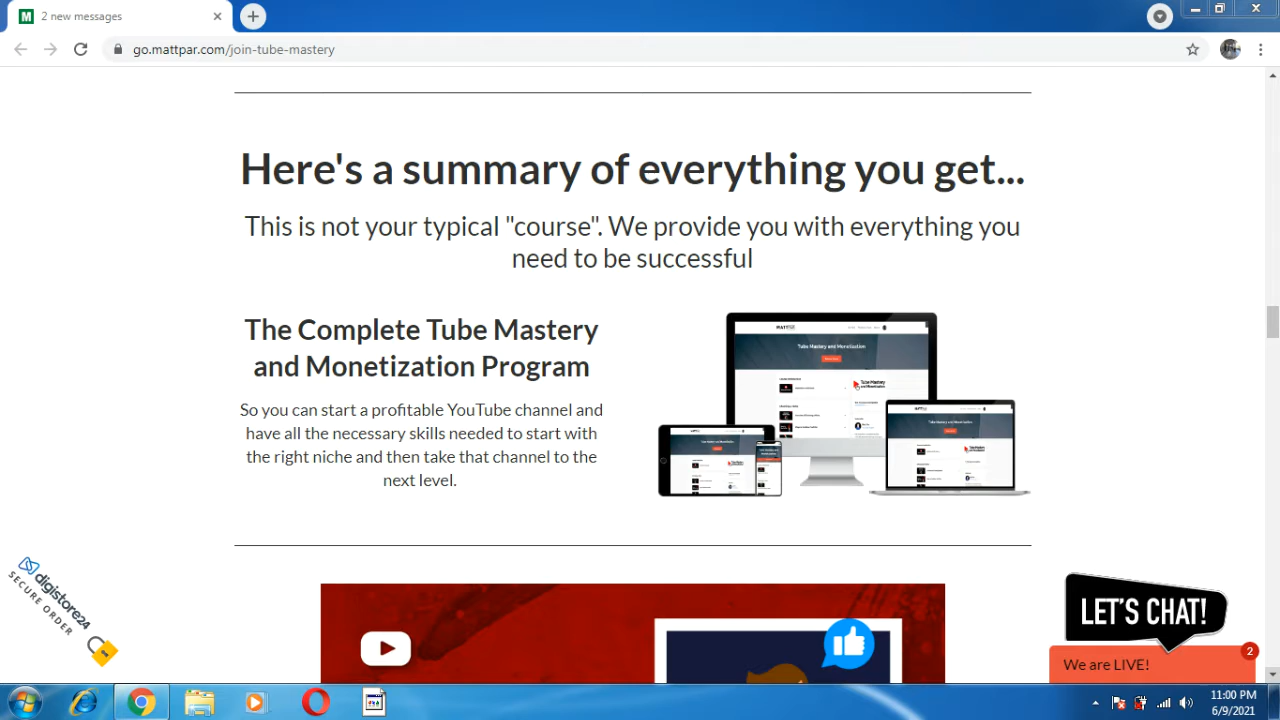 2 new messages
go.mattpar.com/join-tube-mastery
Here's a summary of everything you get...
This is not your typical "course". We provide you with everything you
need to be successful
The Complete Tube Mastery
and Monetization Program
So you can start a profitable YouTube channel and
have all the necessary skills needed to start with
the right niche and then take that channel to the
next level.
Tube Mastery and Monetization
Tube Mastery
and Monetization
digistore24
SECURE ORDER
LET'S CHAT!
We are LIVE!
2
11:00 PM
6/9/2021